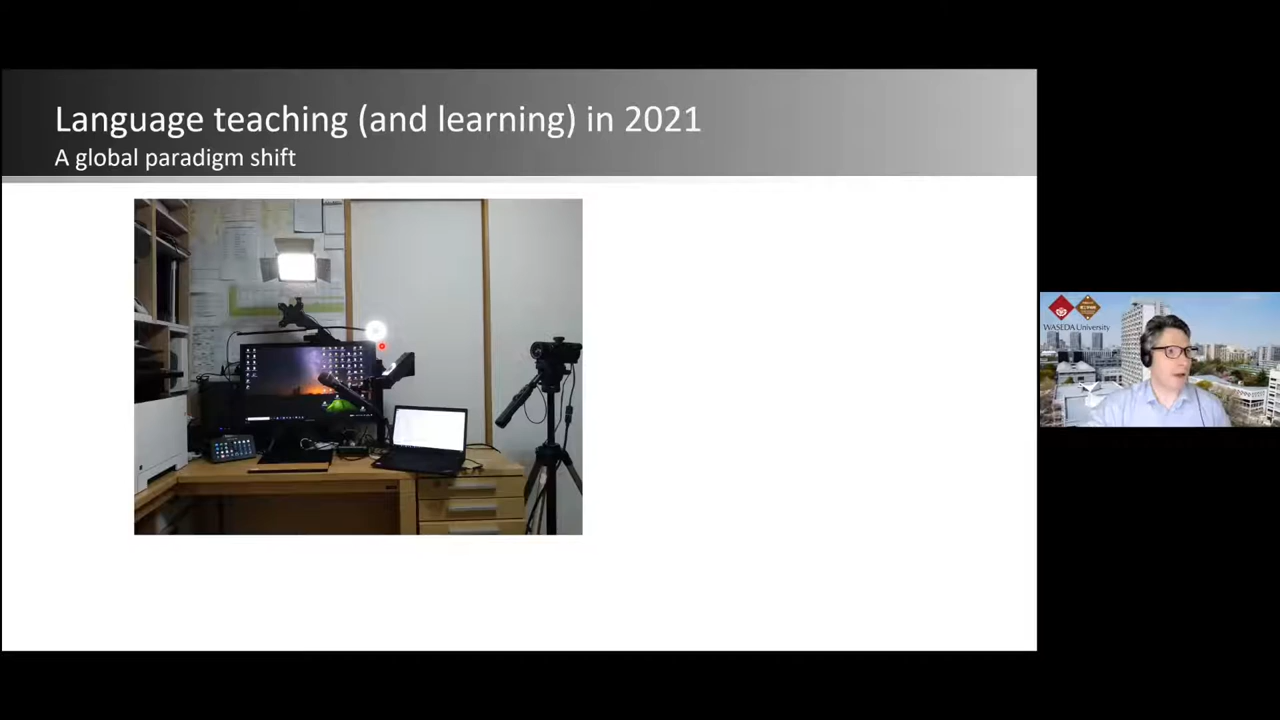 Language teaching (and learning) in 2021
A global paradigm shift
WASEDA University